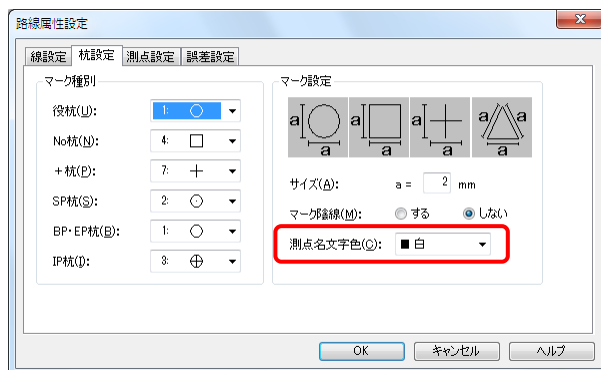 路線属性設定
線設定 杭設定 測点設定 誤差設定
マーク種別
役杭(U): 1:
No杭(N): 4:
+杭(P): 7:
SP杭(S): 2:
BP・EP杭(B): 1:
IP杭(I): 3:
マーク設定
a a a a a
a a a a
サイズ(A): a = 2 mm
マーク陰線(M): する しない
測点名文字色(C): 白
OK キャンセル ヘルプ